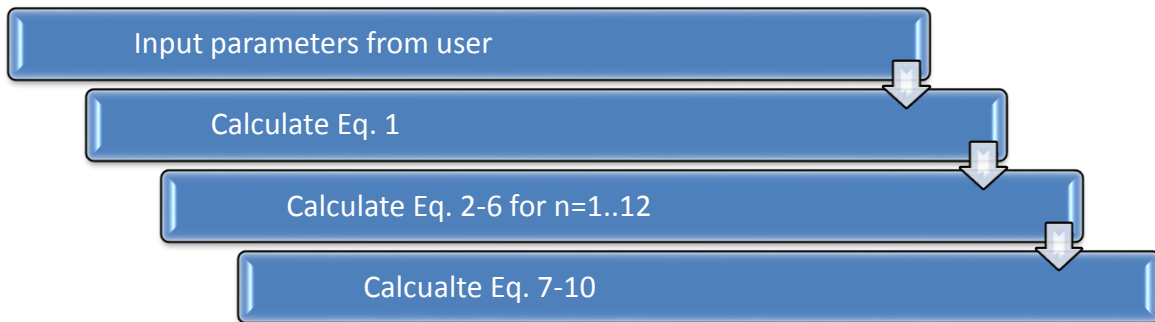 Input parameters from user
Calculate Eq. 1
Calculate Eq. 2-6 for n=1..12
Calcualte Eq. 7-10